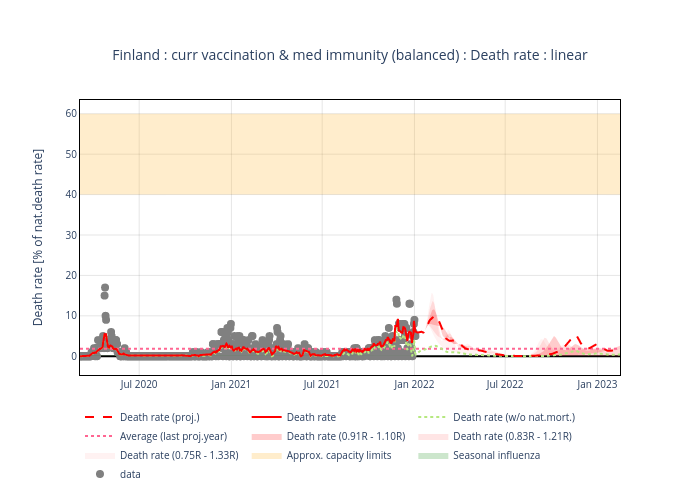 Finland : curr vaccination & med immunity (balanced) : Death rate : linear
Death rate [% of nat.death rate]
60
50
40
30
20
10
0
Jul 2020 Jan 2021 Jul 2021 Jan 2022 Jul 2022 Jan 2023
Death rate (proj.) Death rate Death rate (w/o nat.mort.)
Average (last proj.year) Death rate (0.91R - 1.10R) Death rate (0.83R - 1.21R)
Death rate (0.75R - 1.33R) Approx. capacity limits Seasonal influenza
data